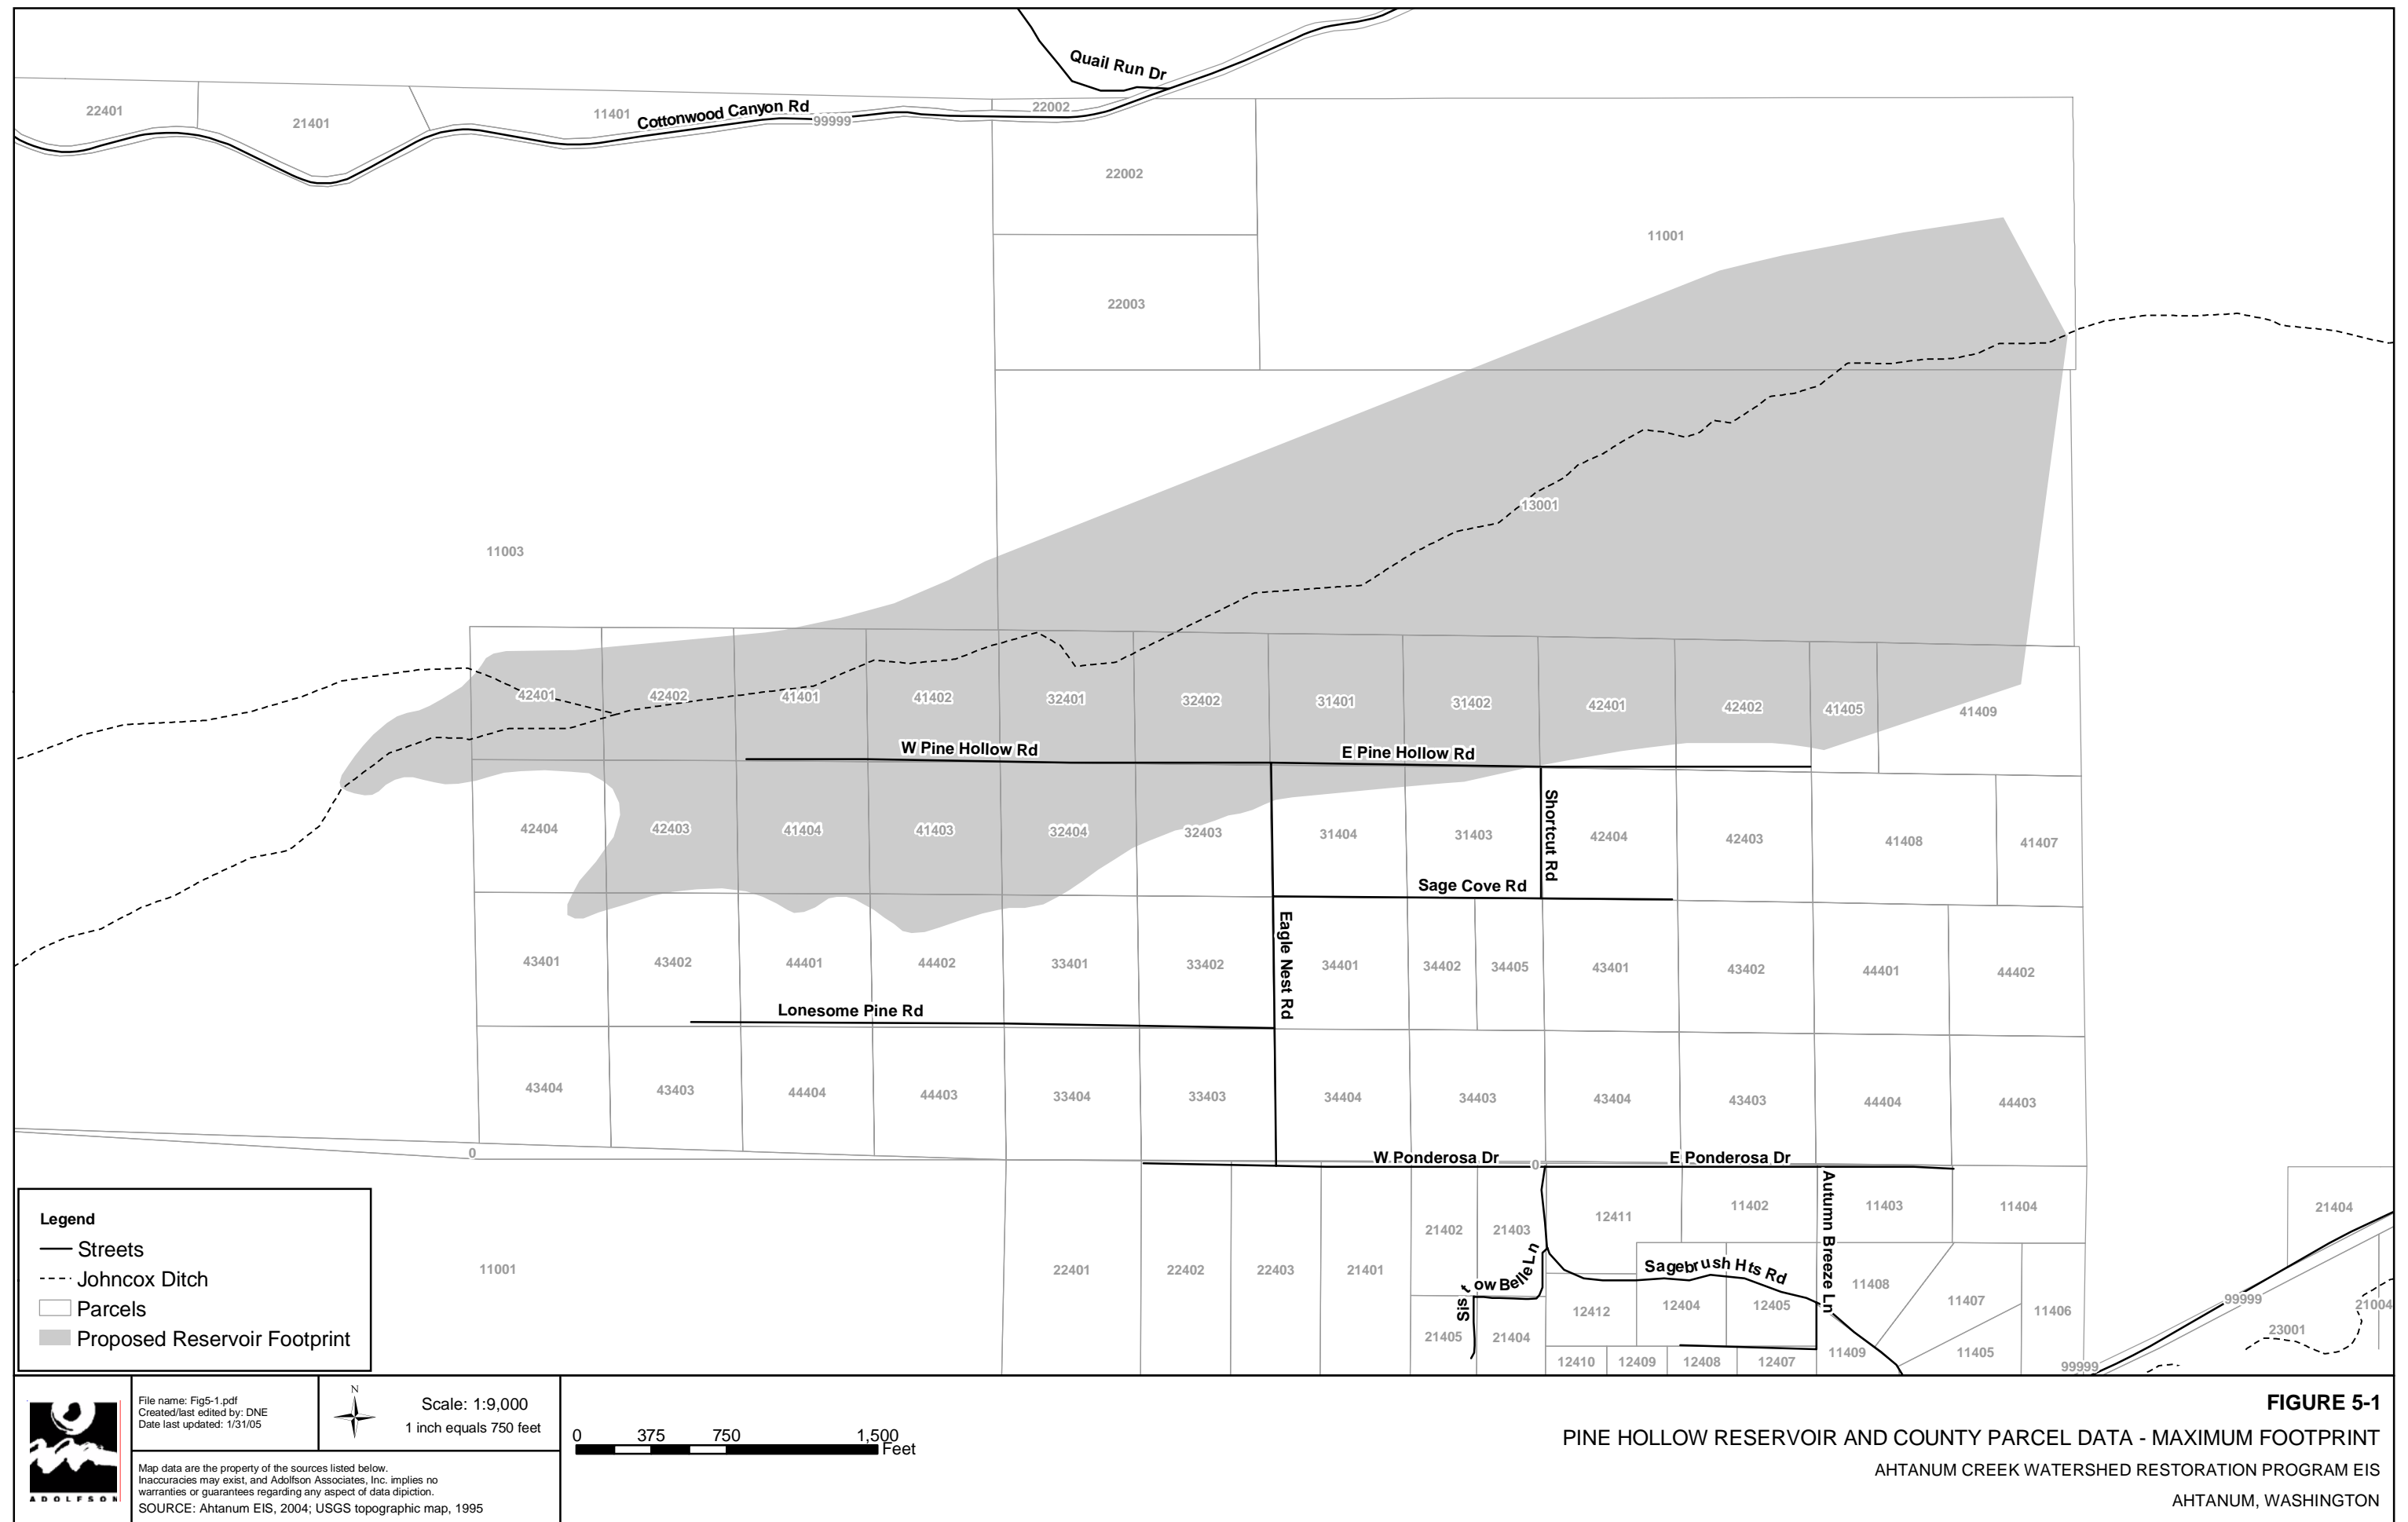 Quail Run Dr
22401
21401
11401
Cottonwood Canyon Rd
99999
22002
22002
11001
22003
13001
11003
42401
42402
41401
41402
32401
32402
31401
31402
42401
42402
41405
41409
W Pine Hollow Rd
E Pine Hollow Rd
42404
42403
41404
41403
32404
32403
31404
31403
Shortcut Rd
42404
42403
41408
41407
Sage Cove Rd
43401
43402
44401
44402
33401
33402
Eagle Nest Rd
34401
34402
34405
43401
43402
44401
44402
Lonesome Pine Rd
43404
43403
44404
44403
33404
33403
34404
34403
43404
43403
44404
44403
0
W Ponderosa Dr
0
E Ponderosa Dr
11001
22401
22402
22403
21401
21402
21403
12411
11402
Autumn Breeze Ln
11403
11404
21404
Sis
ow Belle Ln
Sagebrush Hts Rd
11408
12412
12404
12405
11407
11406
99999
21004
21405
21404
23001
12410
12409
12408
12407
11409
11405
99999
Legend
Streets
Johncox Ditch
Parcels
Proposed Reservoir Footprint
ADOLFSON
File name: Fig5-1.pdf
Created/last edited by: DNE
Date last updated: 1/31/05
N
Scale: 1:9,000
1 inch equals 750 feet
Map data are the property of the sources listed below.
Inaccuracies may exist, and Adolfson Associates, Inc. implies no
warranties or guarantees regarding any aspect of data dipiction.
SOURCE: Ahtanum EIS, 2004; USGS topographic map, 1995
0 375 750 1,500
Feet
FIGURE 5-1
PINE HOLLOW RESERVOIR AND COUNTY PARCEL DATA - MAXIMUM FOOTPRINT
AHTANUM CREEK WATERSHED RESTORATION PROGRAM EIS
AHTANUM, WASHINGTON